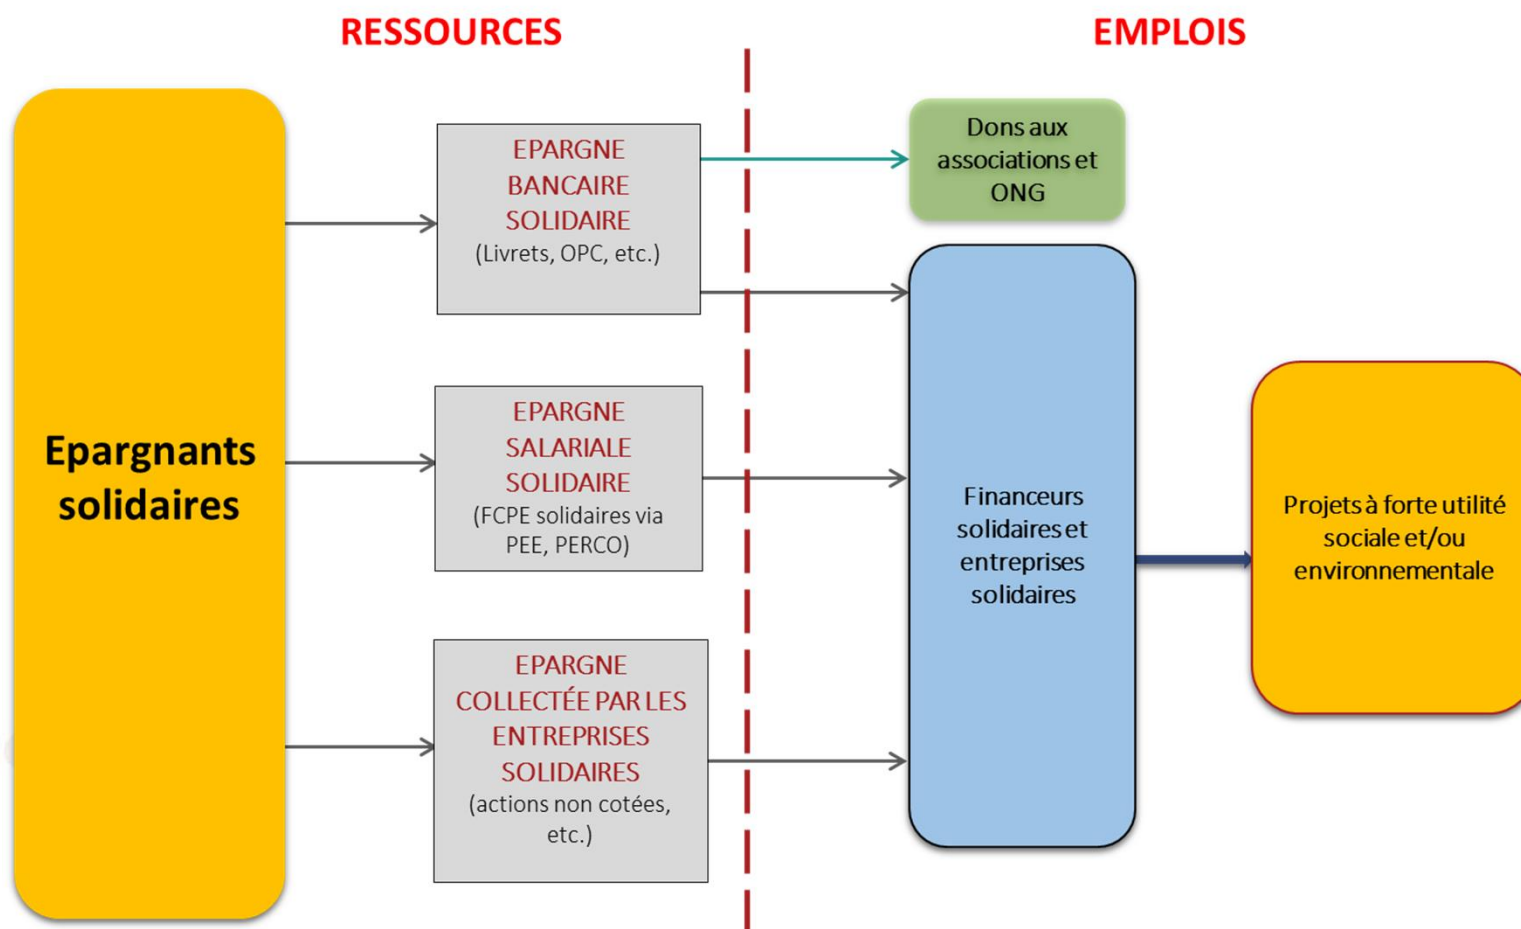 RESSOURCES
EMPLOIS
Epargnants
solidaires
EPARGNE
BANCAIRE
SOLIDAIRE
(Livrets, OPC, etc.)
EPARGNE
SALARIALE
SOLIDAIRE
(FCPE solidaires via
PEE, PERCO)
EPARGNE
COLLECTÉE PAR LES
ENTREPRISES
SOLIDAIRES
(actions non cotées,
etc.)
Dons aux
associations et
ONG
Financeurs
solidaires et
entreprises
solidaires
Projets à forte utilité
sociale et/ou
environnementale